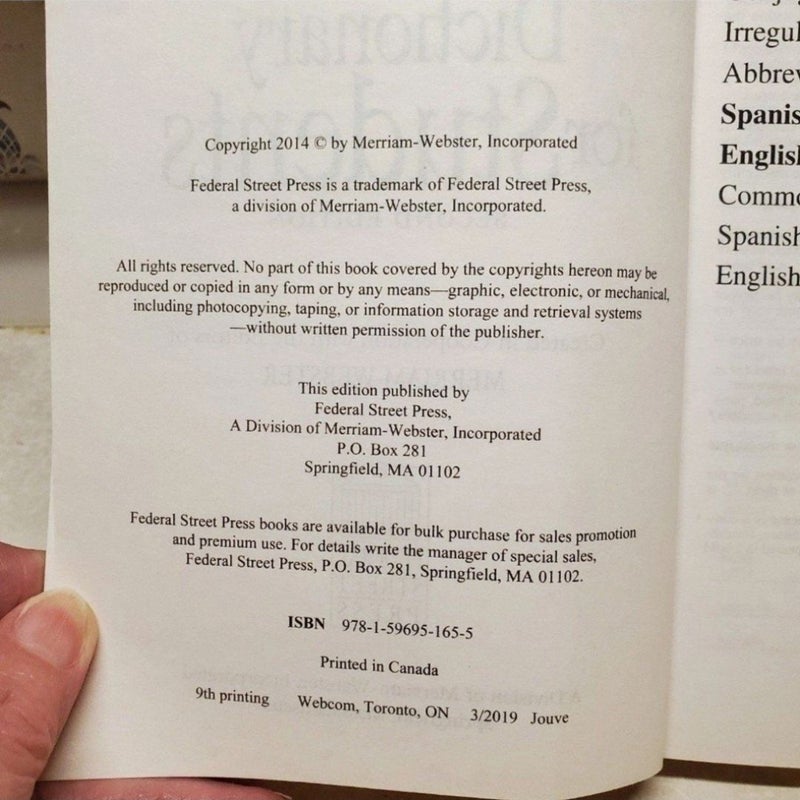 Copyright 2014 © by Merriam-Webster, Incorporated
Federal Street Press is a trademark of Federal Street Press,
a division of Merriam-Webster, Incorporated.
All rights reserved. No part of this book covered by the copyrights hereon may be
reproduced or copied in any form or by any means—graphic, electronic, or mechanical,
including photocopying, taping, or information storage and retrieval systems
—without written permission of the publisher.
This edition published by
Federal Street Press,
A Division of Merriam-Webster, Incorporated
P.O. Box 281
Springfield, MA 01102
Federal Street Press books are available for bulk purchase for sales promotion
and premium use. For details write the manager of special sales,
Federal Street Press, P.O. Box 281, Springfield, MA 01102.
ISBN 978-1-59695-165-5
Printed in Canada
9th printing Webcom, Toronto, ON 3/2019 Jouve
Irregul
Abbrev
Spanis
English
Commo
Spanish
English